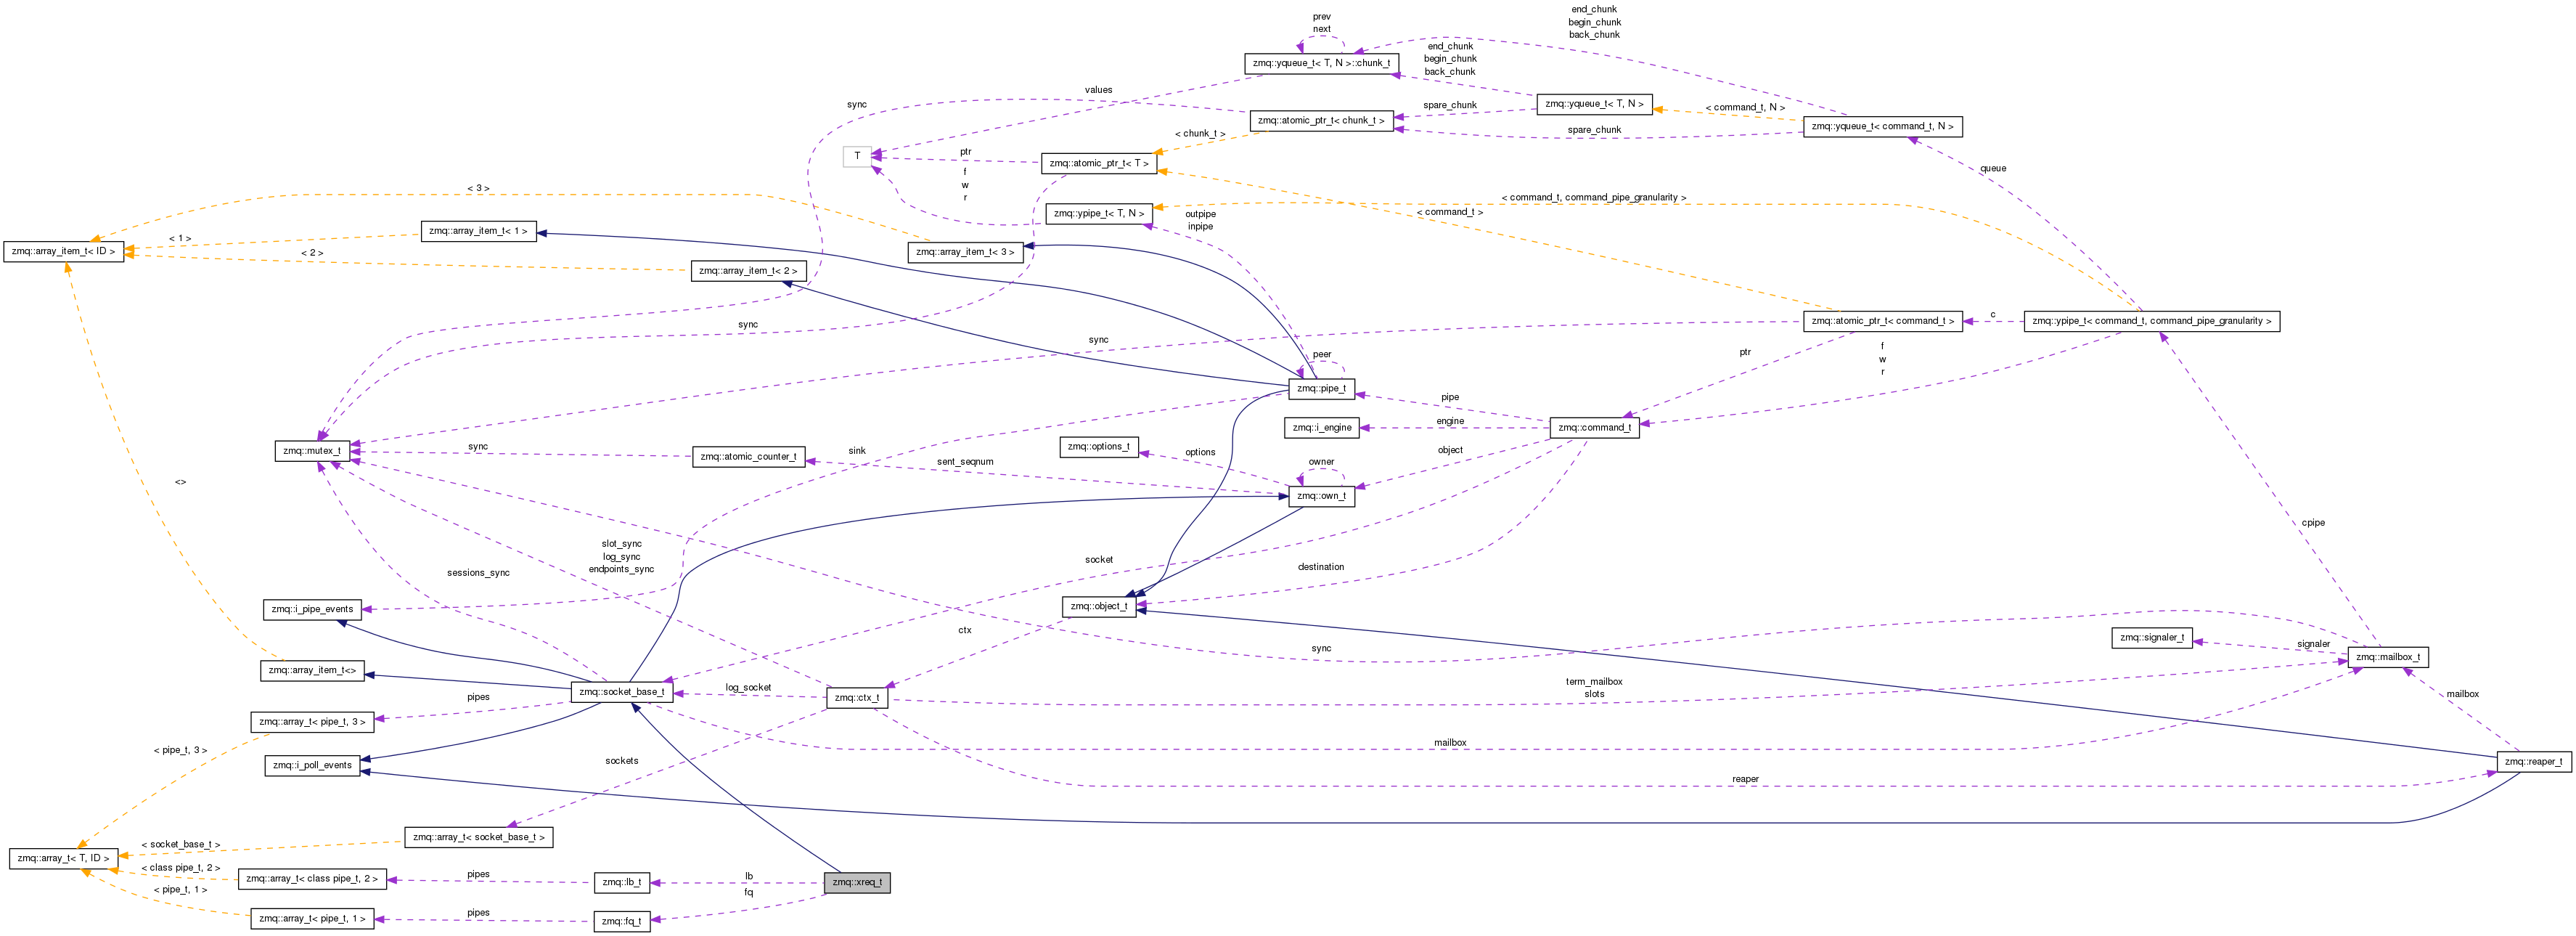 end_chunk
begin_chunk
back_chunk
prev
next
zmq::yqueue_t< T, N >::chunk_t
end_chunk
begin_chunk
back_chunk
values
sync
zmq::yqueue_t< T, N >
< command_t, N >
spare_chunk
zmq::atomic_ptr_t< chunk_t >
zmq::yqueue_t< command_t, N >
spare_chunk
< chunk_t >
T
ptr
zmq::atomic_ptr_t< T >
queue
f
w
r
< 3 >
< command_t, command_pipe_granularity >
zmq::ypipe_t< T, N >
outpipe
inpipe
< command_t >
zmq::array_item_t< 1 >
< 1 >
zmq::array_item_t< ID >
< 2 >
zmq::array_item_t< 3 >
zmq::array_item_t< 2 >
sync
sync
zmq::atomic_ptr_t< command_t >
c
zmq::ypipe_t< command_t, command_pipe_granularity >
peer
ptr
f
w
r
zmq::pipe_t
pipe
zmq::i_engine
engine
zmq::command_t
zmq::mutex_t
sync
zmq::atomic_counter_t
sink
zmq::options_t
options
object
sent_seqnum
owner
zmq::own_t
<>
cpipe
slot_sync
log_sync
endpoints_sync
sessions_sync
socket
destination
zmq::i_pipe_events
zmq::object_t
ctx
zmq::signaler_t
signaler
sync
zmq::mailbox_t
zmq::array_item_t<>
zmq::socket_base_t
log_socket
zmq::ctx_t
term_mailbox
slots
mailbox
pipes
zmq::array_t< pipe_t, 3 >
< pipe_t, 3 >
mailbox
zmq::i_poll_events
sockets
reaper
zmq::reaper_t
zmq::array_t< socket_base_t >
< socket_base_t >
zmq::array_t< T, ID >
< class pipe_t, 2 >
zmq::array_t< class pipe_t, 2 >
pipes
zmq::lb_t
lb
zmq::xreq_t
fq
< pipe_t, 1 >
zmq::array_t< pipe_t, 1 >
pipes
zmq::fq_t